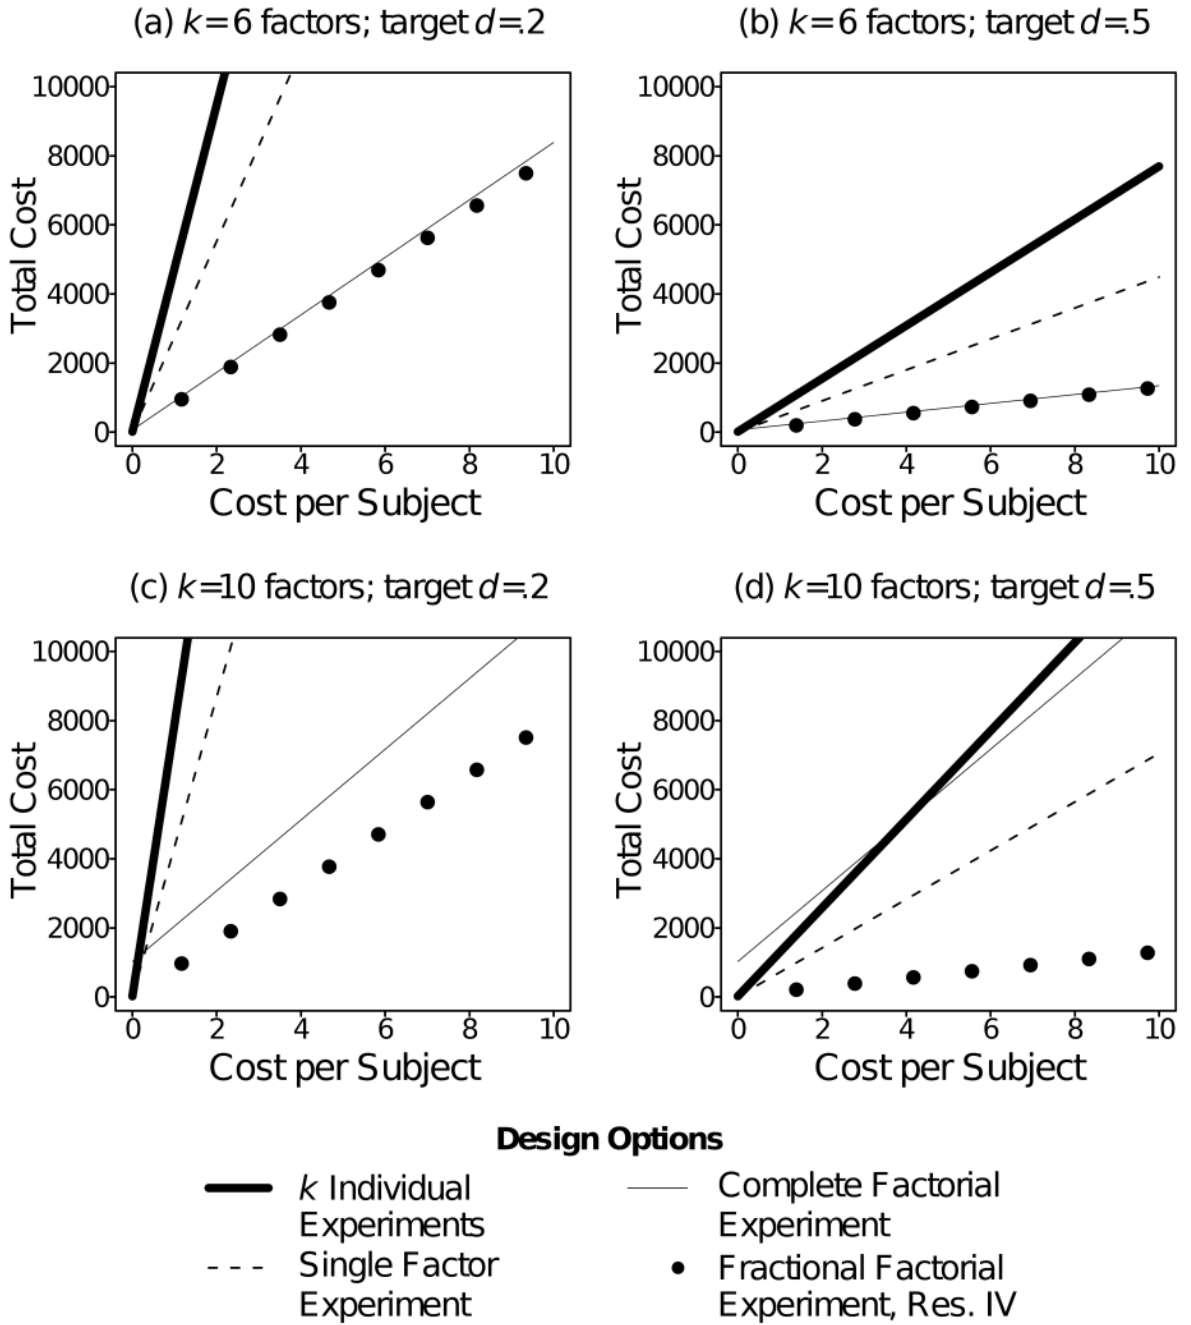 (a) k=6 factors; target d=.2
10000
8000
6000
4000
2000
0
Total Cost
0 2 4 6 8 10
Cost per Subject
(b) k=6 factors; target d=.5
10000
8000
6000
4000
2000
0
Total Cost
0 2 4 6 8 10
Cost per Subject
(c) k=10 factors; target d=.2
10000
8000
6000
4000
2000
0
Total Cost
0 2 4 6 8 10
Cost per Subject
(d) k=10 factors; target d=.5
10000
8000
6000
4000
2000
0
Total Cost
0 2 4 6 8 10
Cost per Subject
Design Options
k Individual
Experiments
Single Factor
Experiment
Complete Factorial
Experiment
Fractional Factorial
Experiment, Res. IV